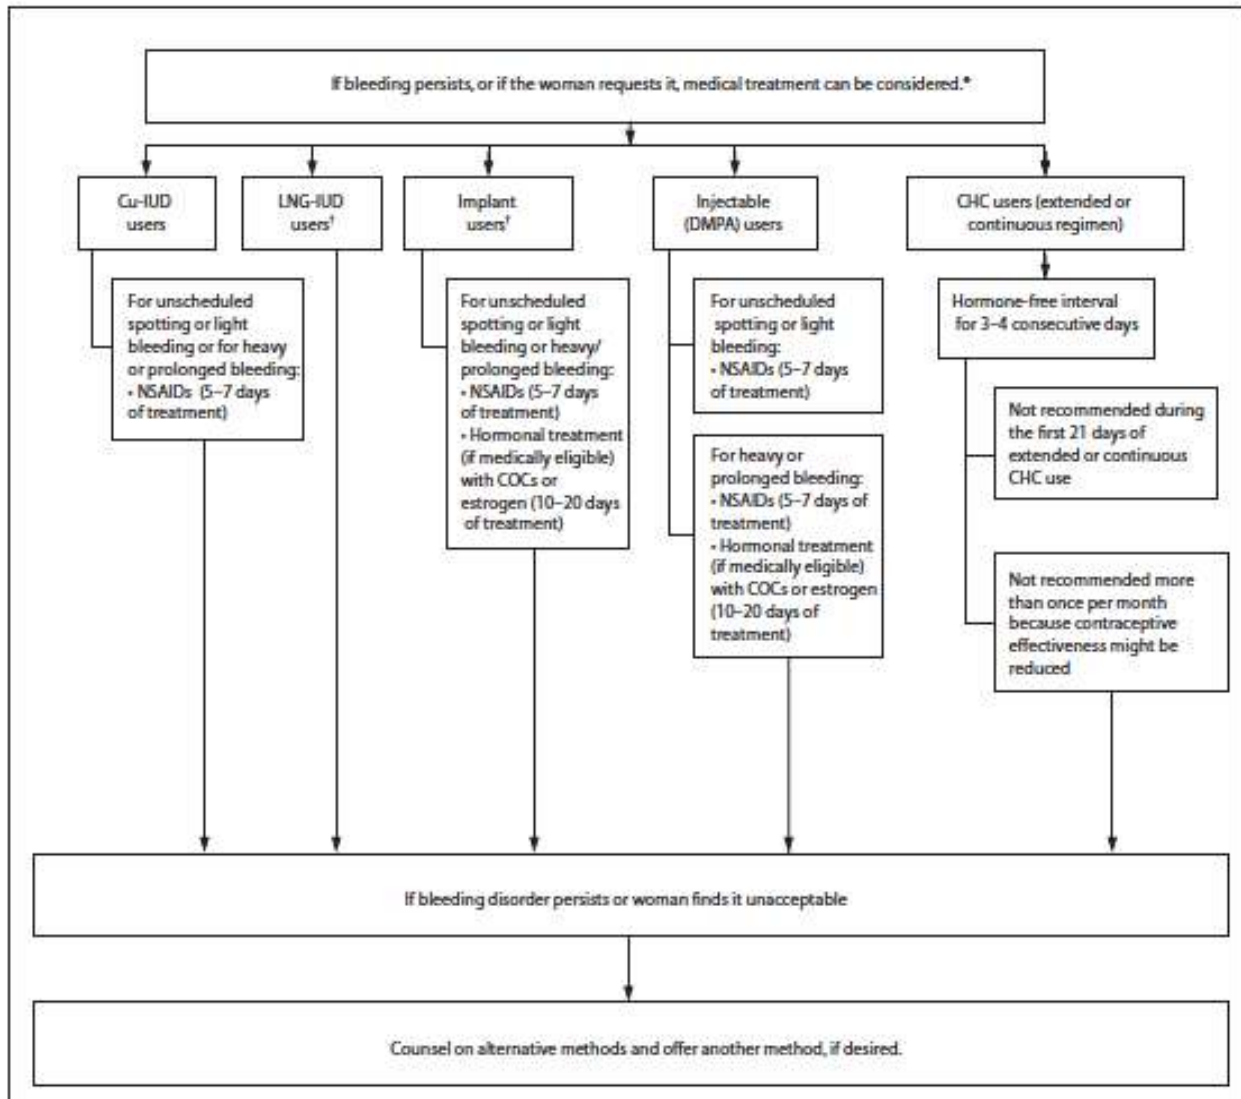 If bleeding persists, or if the woman requests it, medical treatment can be considered.*
Cu-IUD
users
LNG-IUD
users†
Implant
users†
Injectable
(DMPA) users
CHC users (extended or
continuous regimen)
For unscheduled
spotting or light
bleeding or for heavy
or prolonged bleeding:
• NSAIDs (5–7 days
of treatment)
For unscheduled
spotting or light
bleeding or heavy/
prolonged bleeding:
• NSAIDs (5–7 days
of treatment)
• Hormonal treatment
(if medically eligible)
with COCs or
estrogen (10–20 days
of treatment)
For unscheduled
spotting or light
bleeding:
• NSAIDs (5–7 days
of treatment)
For heavy or
prolonged bleeding:
• NSAIDs (5–7 days of
treatment)
• Hormonal treatment
(if medically eligible)
with COCs or estrogen
(10–20 days of
treatment)
Hormone-free interval
for 3–4 consecutive days
Not recommended during
the first 21 days of
extended or continuous
CHC use
Not recommended more
than once per month
because contraceptive
effectiveness might be
reduced
If bleeding disorder persists or woman finds it unacceptable
Counsel on alternative methods and offer another method, if desired.